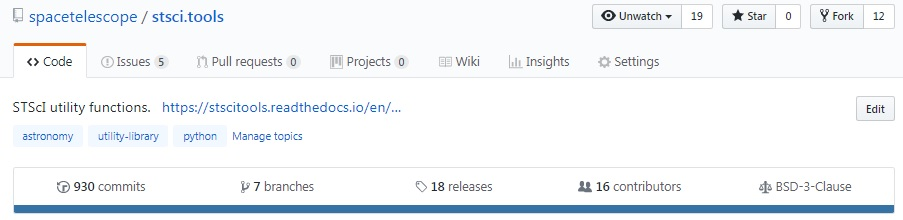 spacetelescope / stsci.tools Unwatch 19 Star 0 Fork 12
Code Issues 5 Pull requests 0 Projects 0 Wiki Insights Settings
STScI utility functions. https://stscitools.readthedocs.io/en/... Edit
astronomy utility-library python Manage topics
930 commits 7 branches 18 releases 16 contributors BSD-3-Clause